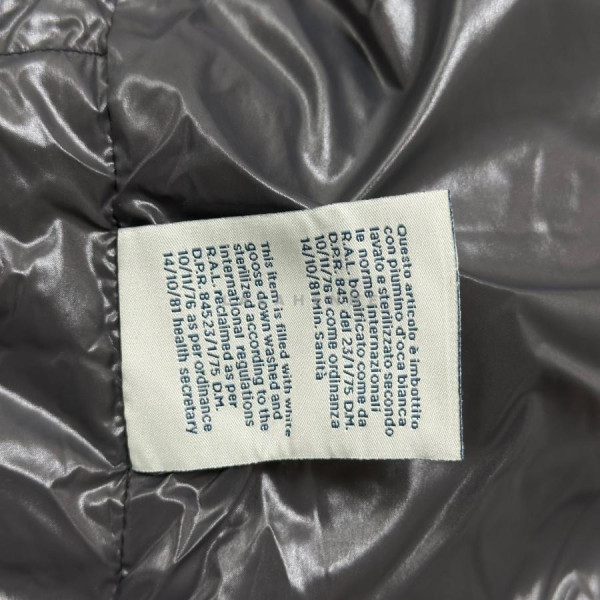 Questo articolo è imbottito
con piumino d'oca bianca
lavato e sterilizzato secondo
le norme internazionali
R.A.L. bonificato come da
D.P.R. 845 del 23/1/75 D.M.
10/11/76 e come ordinanza
14/10/81 Min. Sanità
This item is filled with white
goose down washed and
sterilized according to the
international regulations
R.A.L. reclaimed as per
D.P.R. 845.23/1/75 D.M.
10/11/76 as per ordinance
14/10/81 health secretary